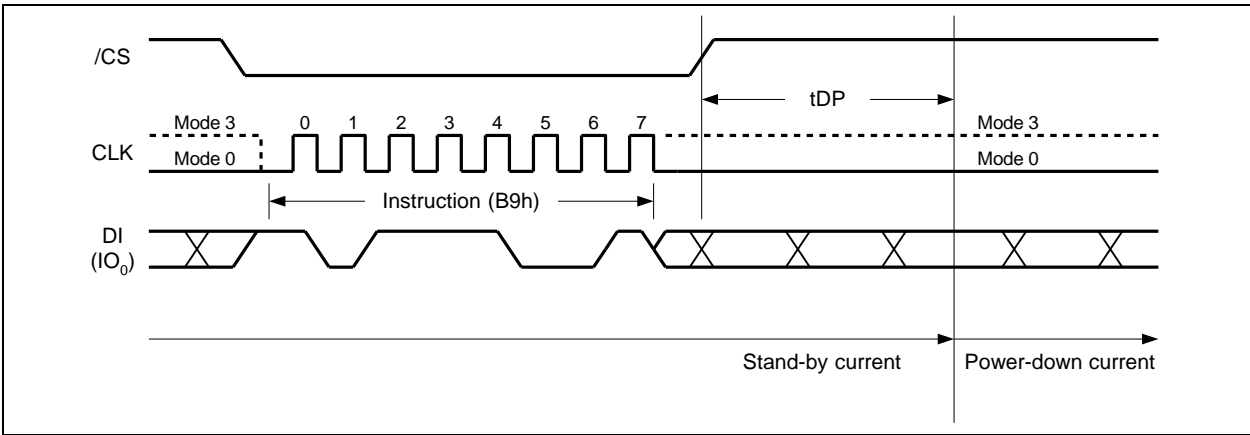 /CS
tDP
Mode 3 0 1 2 3 4 5 6 7 Mode 3
CLK
Mode 0 Mode 0
Instruction (B9h)
DI
(IO0)
Stand-by current Power-down current